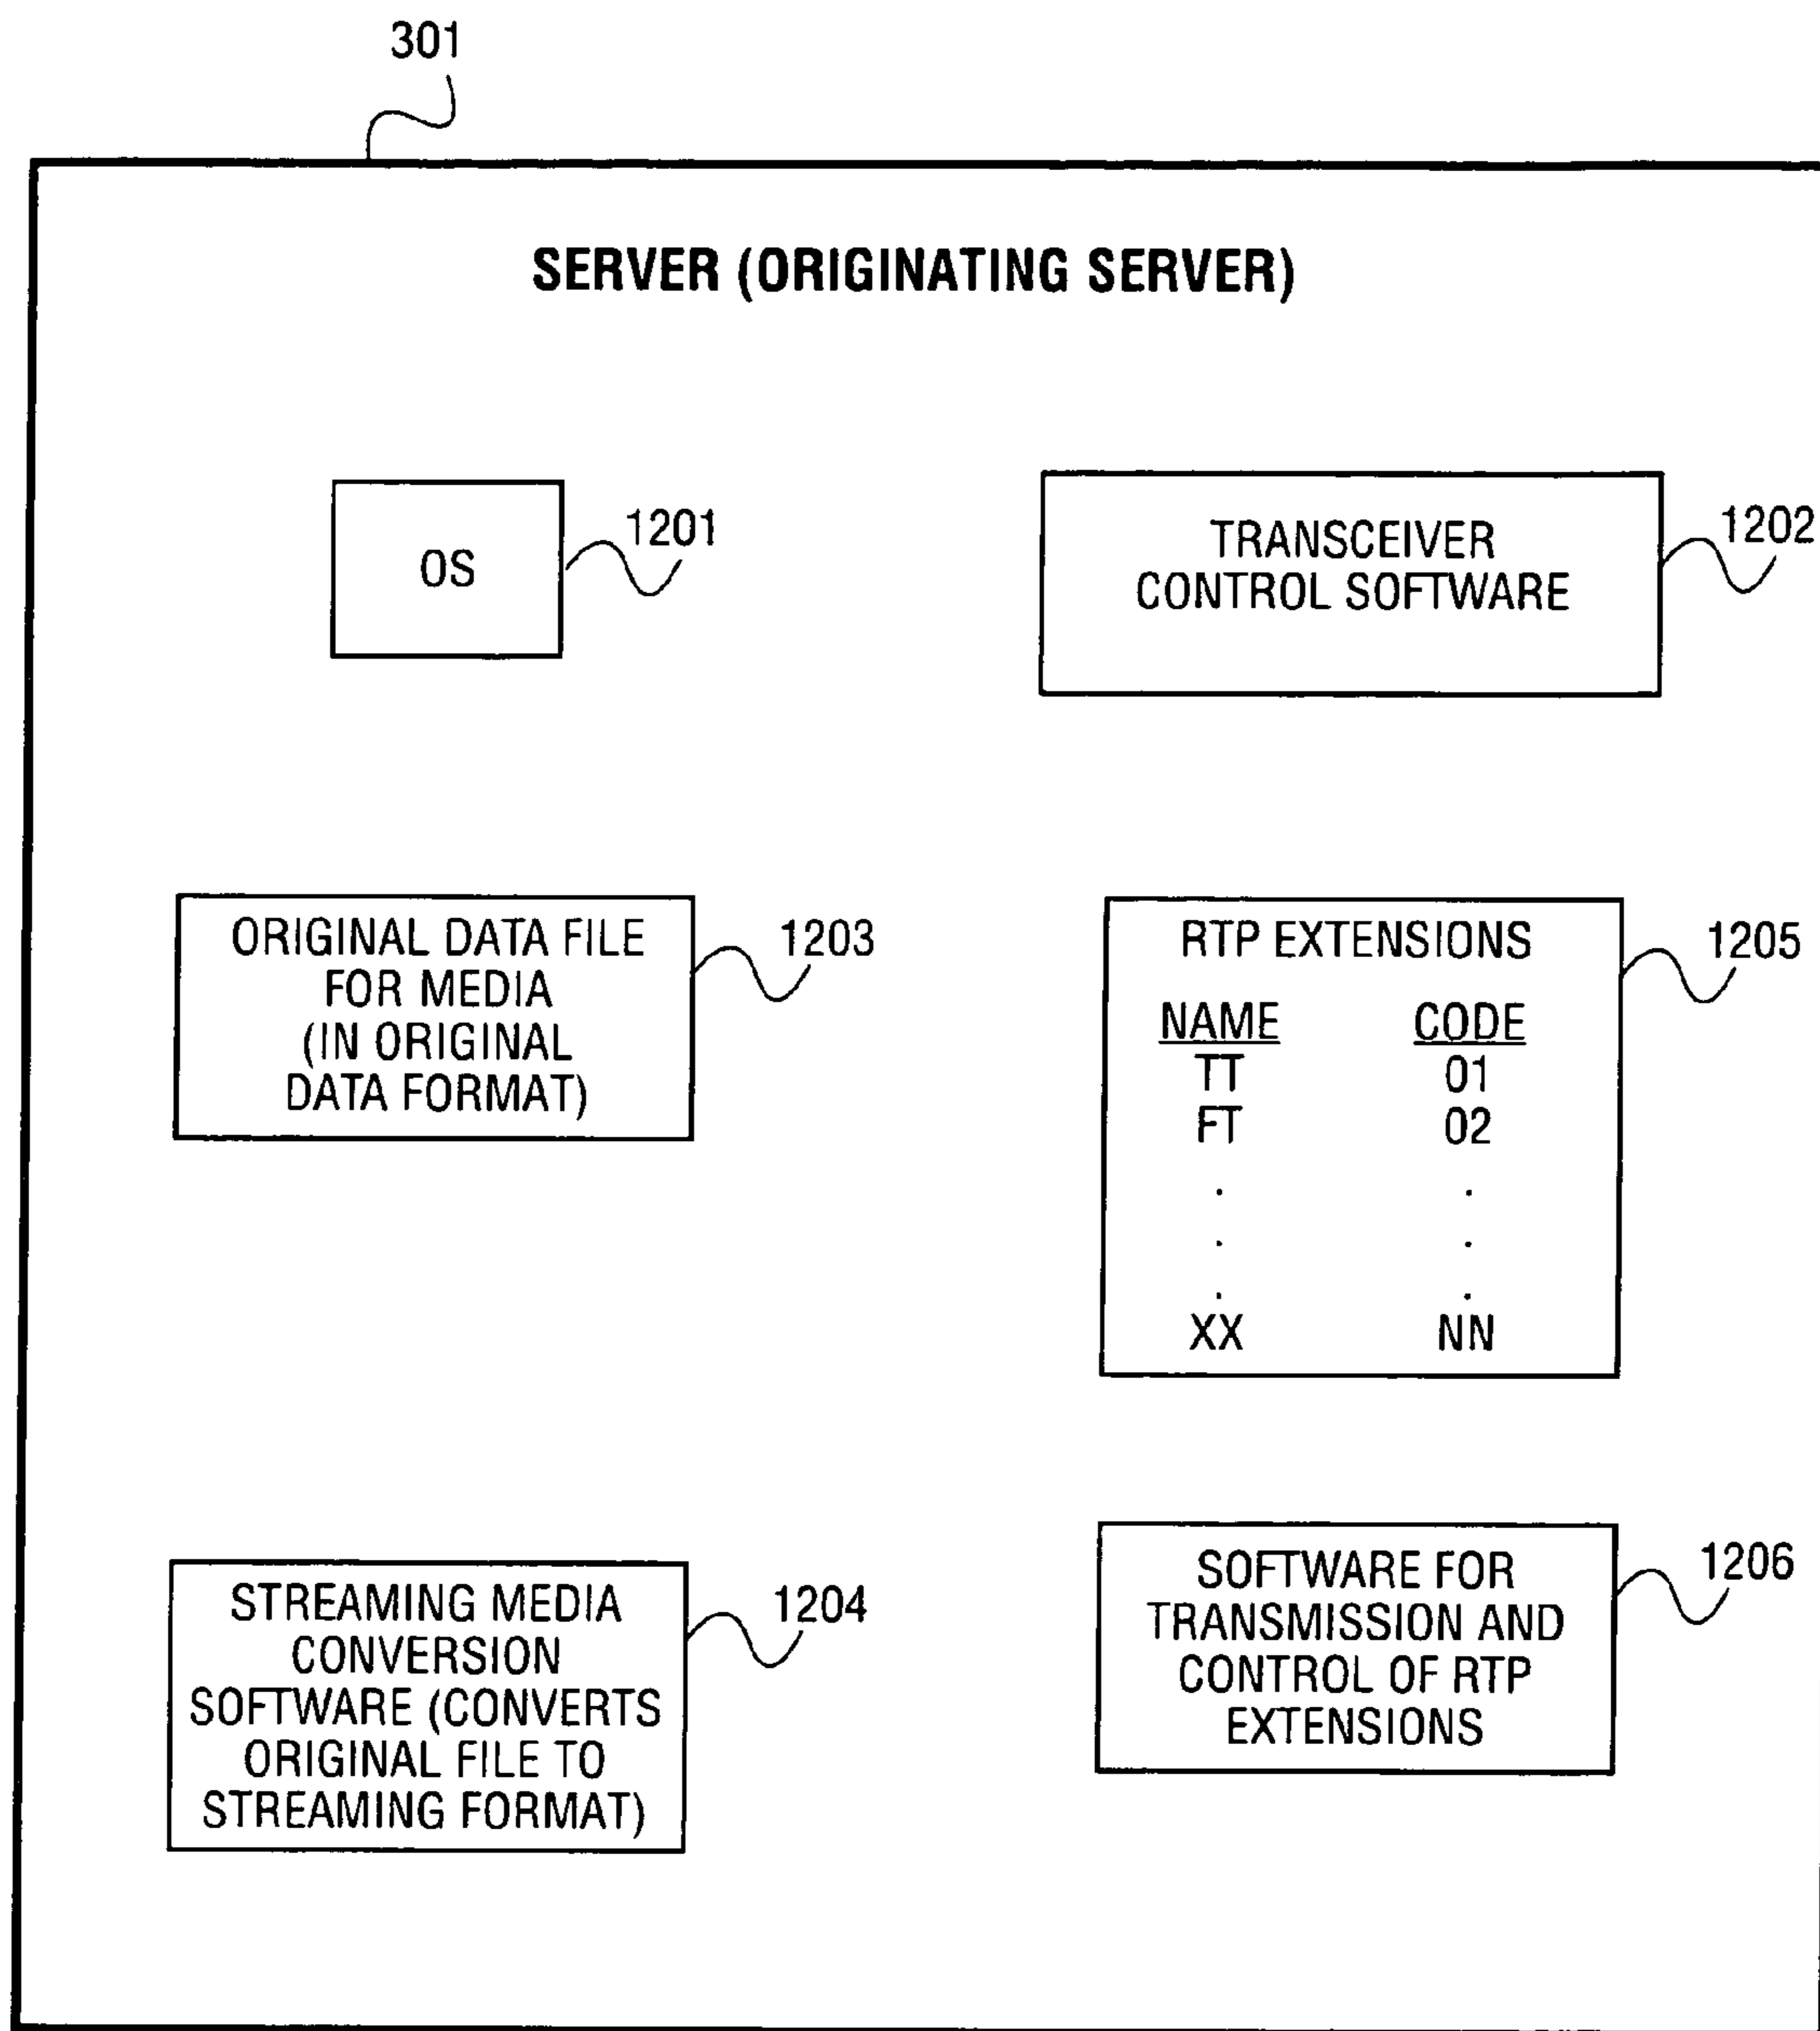 301
SERVER (ORIGINATING SERVER)
OS
1201
TRANSCEIVER
CONTROL SOFTWARE
1202
ORIGINAL DATA FILE
FOR MEDIA
(IN ORIGINAL
DATA FORMAT)
1203
RTP EXTENSIONS
NAME CODE
TT 01
FT 02
. .
. .
. .
XX NN
1205
STREAMING MEDIA
CONVERSION
SOFTWARE (CONVERTS
ORIGINAL FILE TO
STREAMING FORMAT)
1204
SOFTWARE FOR
TRANSMISSION AND
CONTROL OF RTP
EXTENSIONS
1206